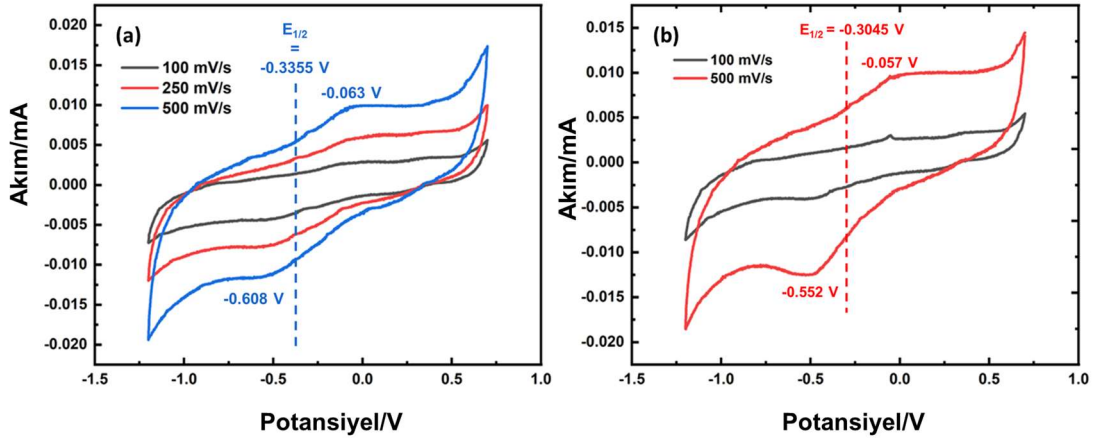 (a)
E1/2
=
-0.3355 V
100 mV/s
250 mV/s
500 mV/s
-0.063 V
-0.608 V
0.020
0.015
0.010
0.005
0.000
-0.005
-0.010
-0.015
-0.020
Akım/mA
-1.5
-1.0
-0.5
0.0
0.5
1.0
Potansiyel/V
(b)
E1/2 = -0.3045 V
100 mV/s
500 mV/s
-0.057 V
-0.552 V
0.015
0.010
0.005
0.000
-0.005
-0.010
-0.015
-0.020
Akım/mA
-1.5
-1.0
-0.5
0.0
0.5
1.0
Potansiyel/V